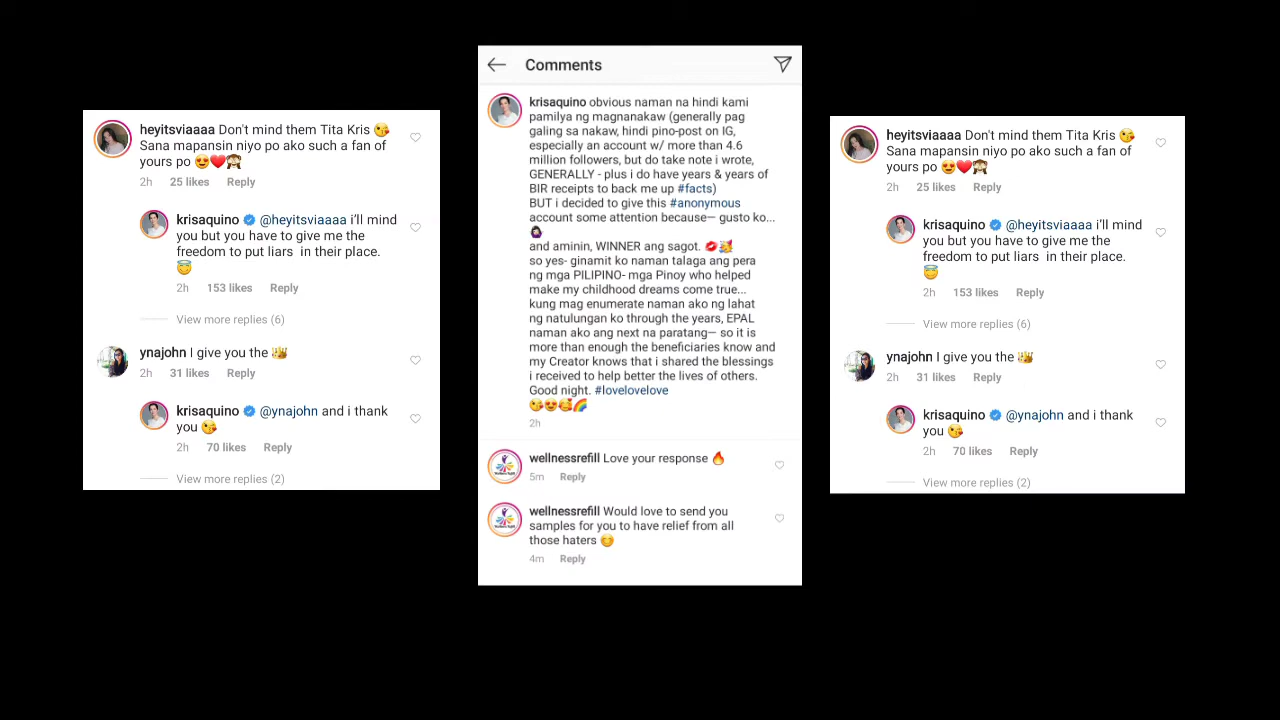 heyitsviaaaa Don't mind them Tita Kris 😘
Sana mapansin niyo po ako such a fan of
yours po 😍❤️🙈
2h 25 likes Reply
krisaquino @heyitsviaaaa i'll mind
you but you have to give me the
freedom to put liars in their place.
😇
2h 153 likes Reply
View more replies (6)
ynajohn I give you the 👑
2h 31 likes Reply
krisaquino @ynajohn and i thank
you 😘
2h 70 likes Reply
View more replies (2)
Comments
krisaquino obvious naman na hindi kami
pamilya ng magnanakaw (generally pag
galing sa nakaw, hindi pino-post on IG,
especially an account w/ more than 4.6
million followers, but do take note i wrote,
GENERALLY - plus i do have years & years of
BIR receipts to back me up #facts)
BUT i decided to give this #anonymous
account some attention because— gusto ko...
🤷🏻‍♀️
and aminin, WINNER ang sagot. 💋🥳
so yes- ginamit ko naman talaga ang pera
ng mga PILIPINO- mga Pinoy who helped
make my childhood dreams come true...
kung mag enumerate naman ako ng lahat
ng natulungan ko through the years, EPAL
naman ako ang next na paratang— so it is
more than enough the beneficiaries know and
my Creator knows that i shared the blessings
i received to help better the lives of others.
Good night. #lovelovelove
😘😍🥰🌈
2h
wellnessrefill Love your response 🔥
5m Reply
wellnessrefill Would love to send you
samples for you to have relief from all
those haters 😊
4m Reply
heyitsviaaaa Don't mind them Tita Kris 😘
Sana mapansin niyo po ako such a fan of
yours po 😍❤️🙈
2h 25 likes Reply
krisaquino @heyitsviaaaa i'll mind
you but you have to give me the
freedom to put liars in their place.
😇
2h 153 likes Reply
View more replies (6)
ynajohn I give you the 👑
2h 31 likes Reply
krisaquino @ynajohn and i thank
you 😘
2h 70 likes Reply
View more replies (2)